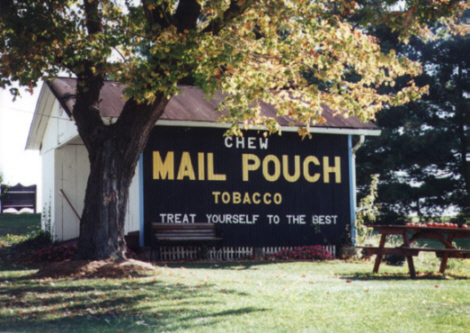 CHEW
MAIL POUCH
TOBACCO
TREAT YOURSELF TO THE BEST